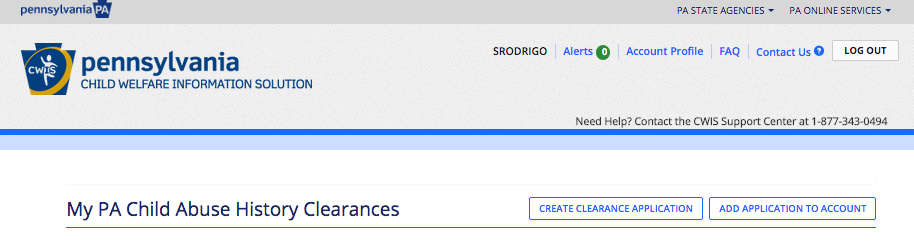 pennsylvania PA PA STATE AGENCIES PA ONLINE SERVICES
SRODRIGO Alerts 0 Account Profile FAQ Contact Us ? LOG OUT
CWIS pennsylvania
CHILD WELFARE INFORMATION SOLUTION
Need Help? Contact the CWIS Support Center at 1-877-343-0494
My PA Child Abuse History Clearances CREATE CLEARANCE APPLICATION ADD APPLICATION TO ACCOUNT